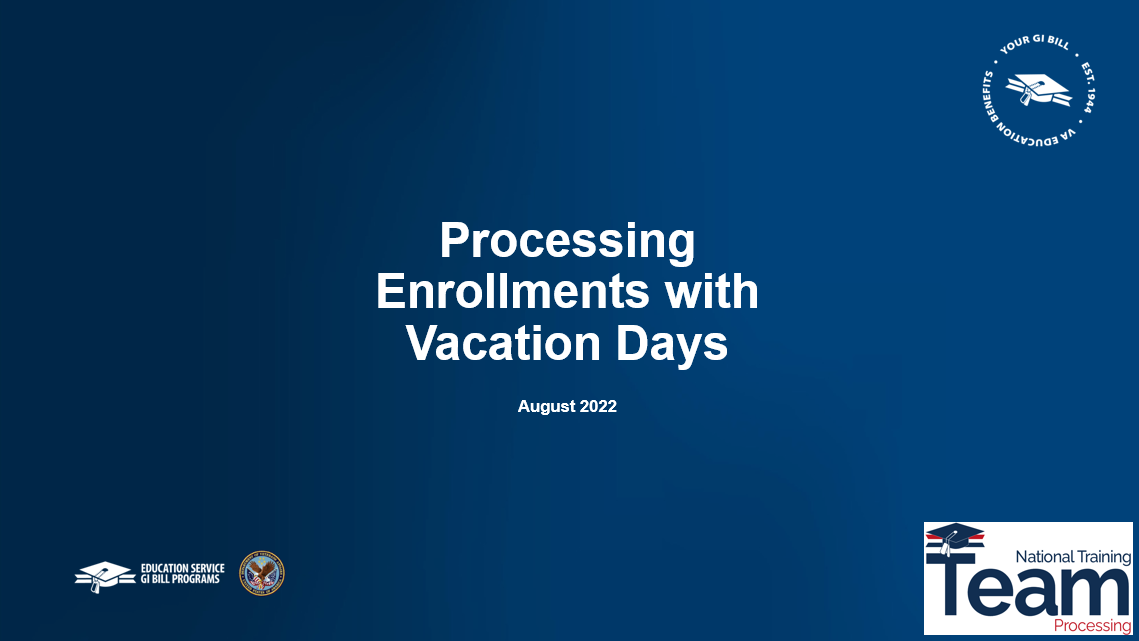 YOUR GI BILL • EST. 1944 • VA EDUCATION BENEFITS •
Processing
Enrollments with
Vacation Days
August 2022
EDUCATION SERVICE
GI BILL PROGRAMS
National Training
Team
Processing